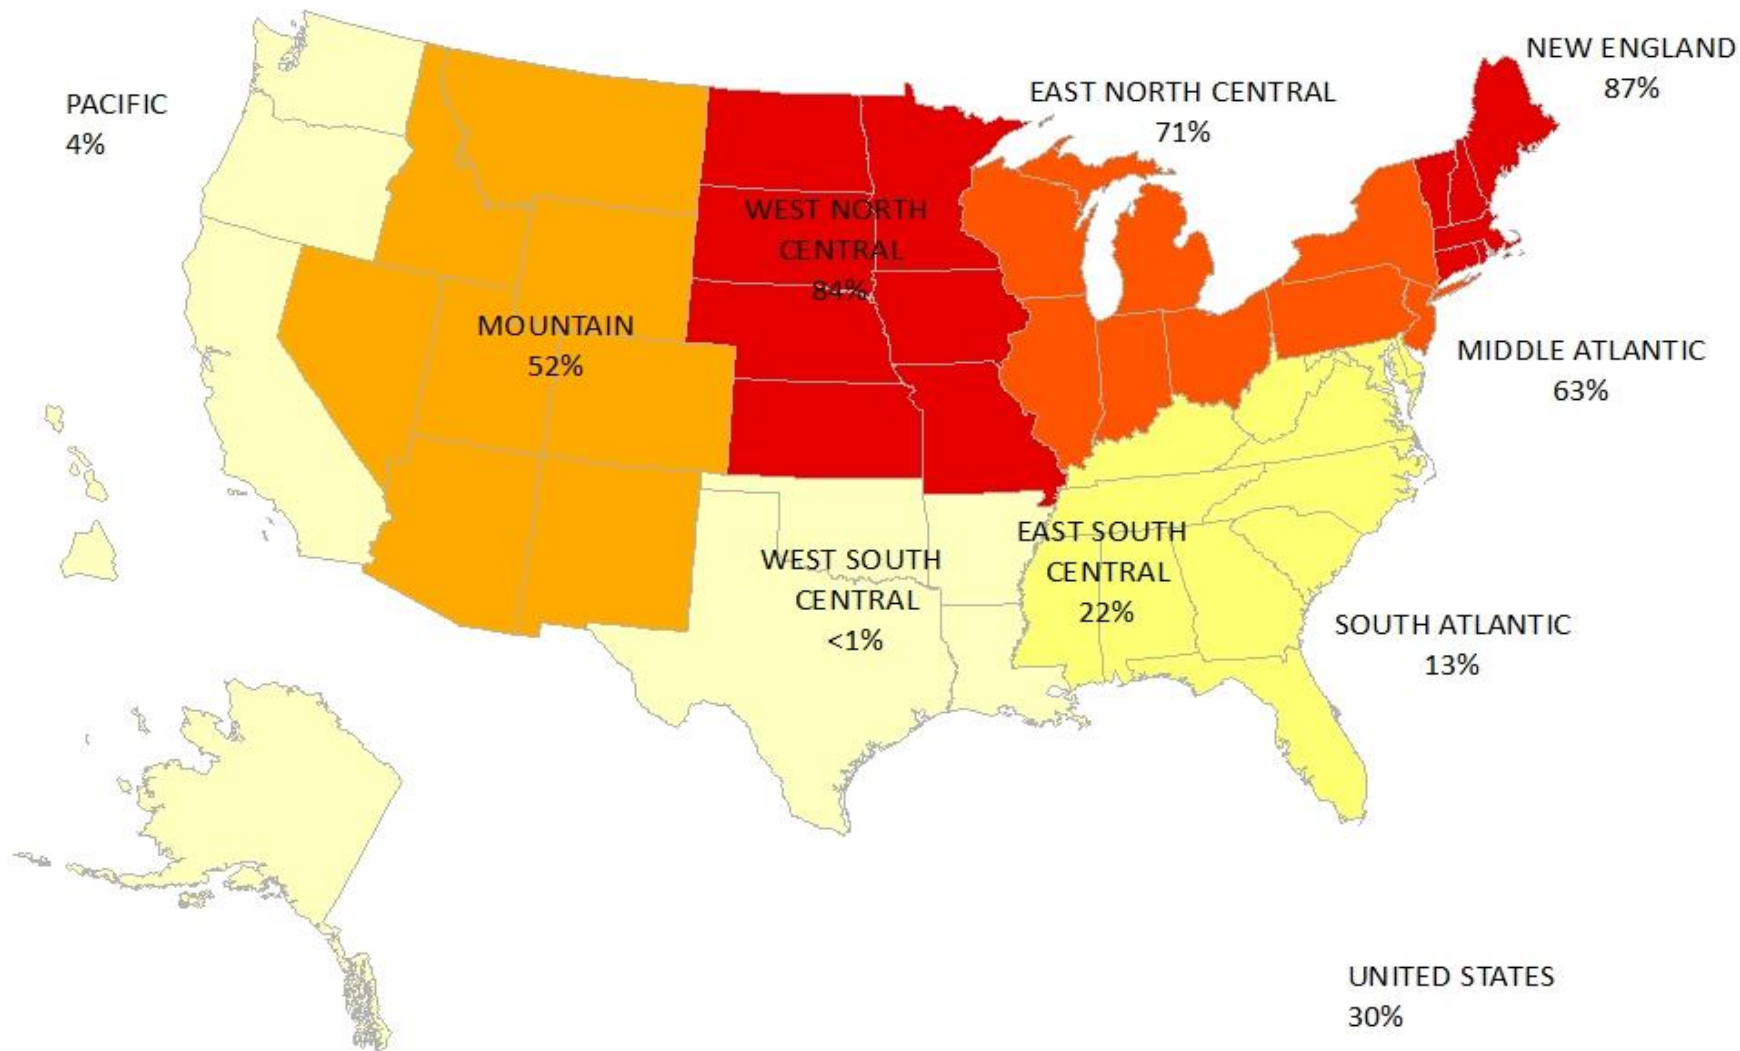 NEW ENGLAND
87%
EAST NORTH CENTRAL
71%
PACIFIC
4%
WEST NORTH
CENTRAL
84%
MOUNTAIN
52%
MIDDLE ATLANTIC
63%
EAST SOUTH
CENTRAL
22%
WEST SOUTH
CENTRAL
<1%
SOUTH ATLANTIC
13%
UNITED STATES
30%